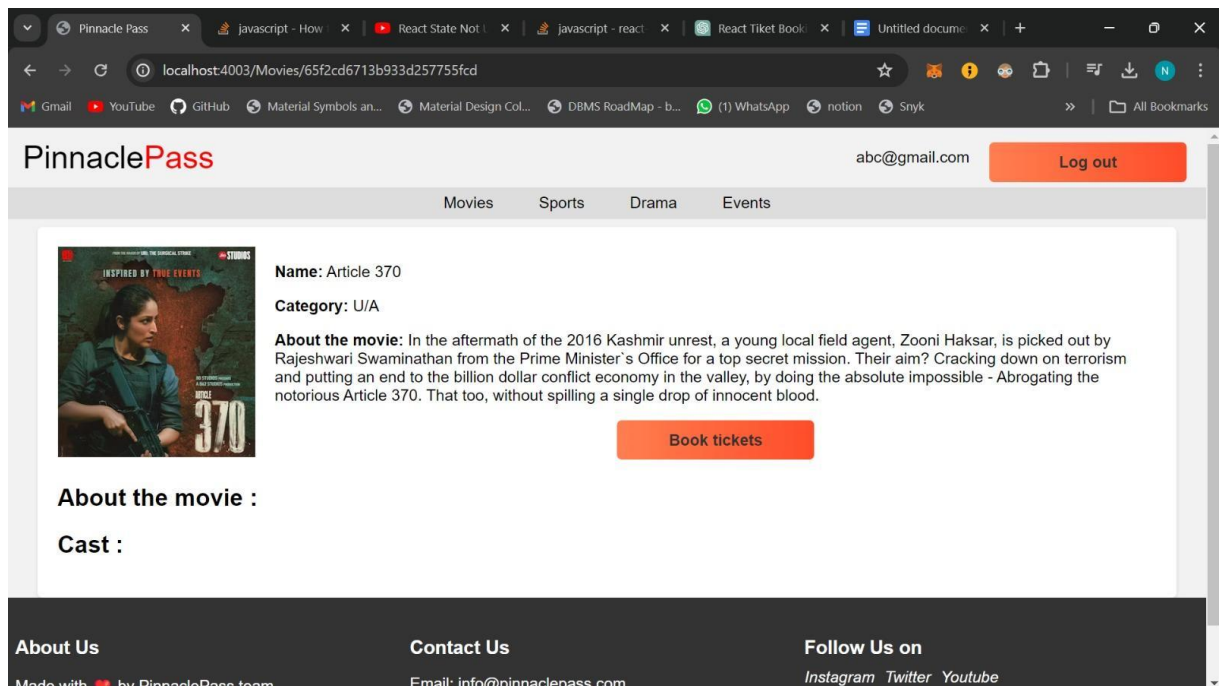 Pinnacle Pass
javascript - How
React State Not U
javascript - react
React Tiket Book
Untitled docume
localhost:4003/Movies/65f2cd6713b933d257755fcd
N
Gmail YouTube GitHub Material Symbols an... Material Design Col... DBMS RoadMap - b... (1) WhatsApp notion Snyk » All Bookmarks
PinnaclePass abc@gmail.com Log out
Movies Sports Drama Events
STUDIOS
INSPIRED BY TRUE EVENTS
ARTICLE
370
Name: Article 370
Category: U/A
About the movie: In the aftermath of the 2016 Kashmir unrest, a young local field agent, Zooni Haksar, is picked out by
Rajeshwari Swaminathan from the Prime Minister`s Office for a top secret mission. Their aim? Cracking down on terrorism
and putting an end to the billion dollar conflict economy in the valley, by doing the absolute impossible - Abrogating the
notorious Article 370. That too, without spilling a single drop of innocent blood.
Book tickets
About the movie :
Cast :
About Us Contact Us Follow Us on
Made with by PinnaclePass team Email: info@pinnaclepass.com Instagram Twitter Youtube